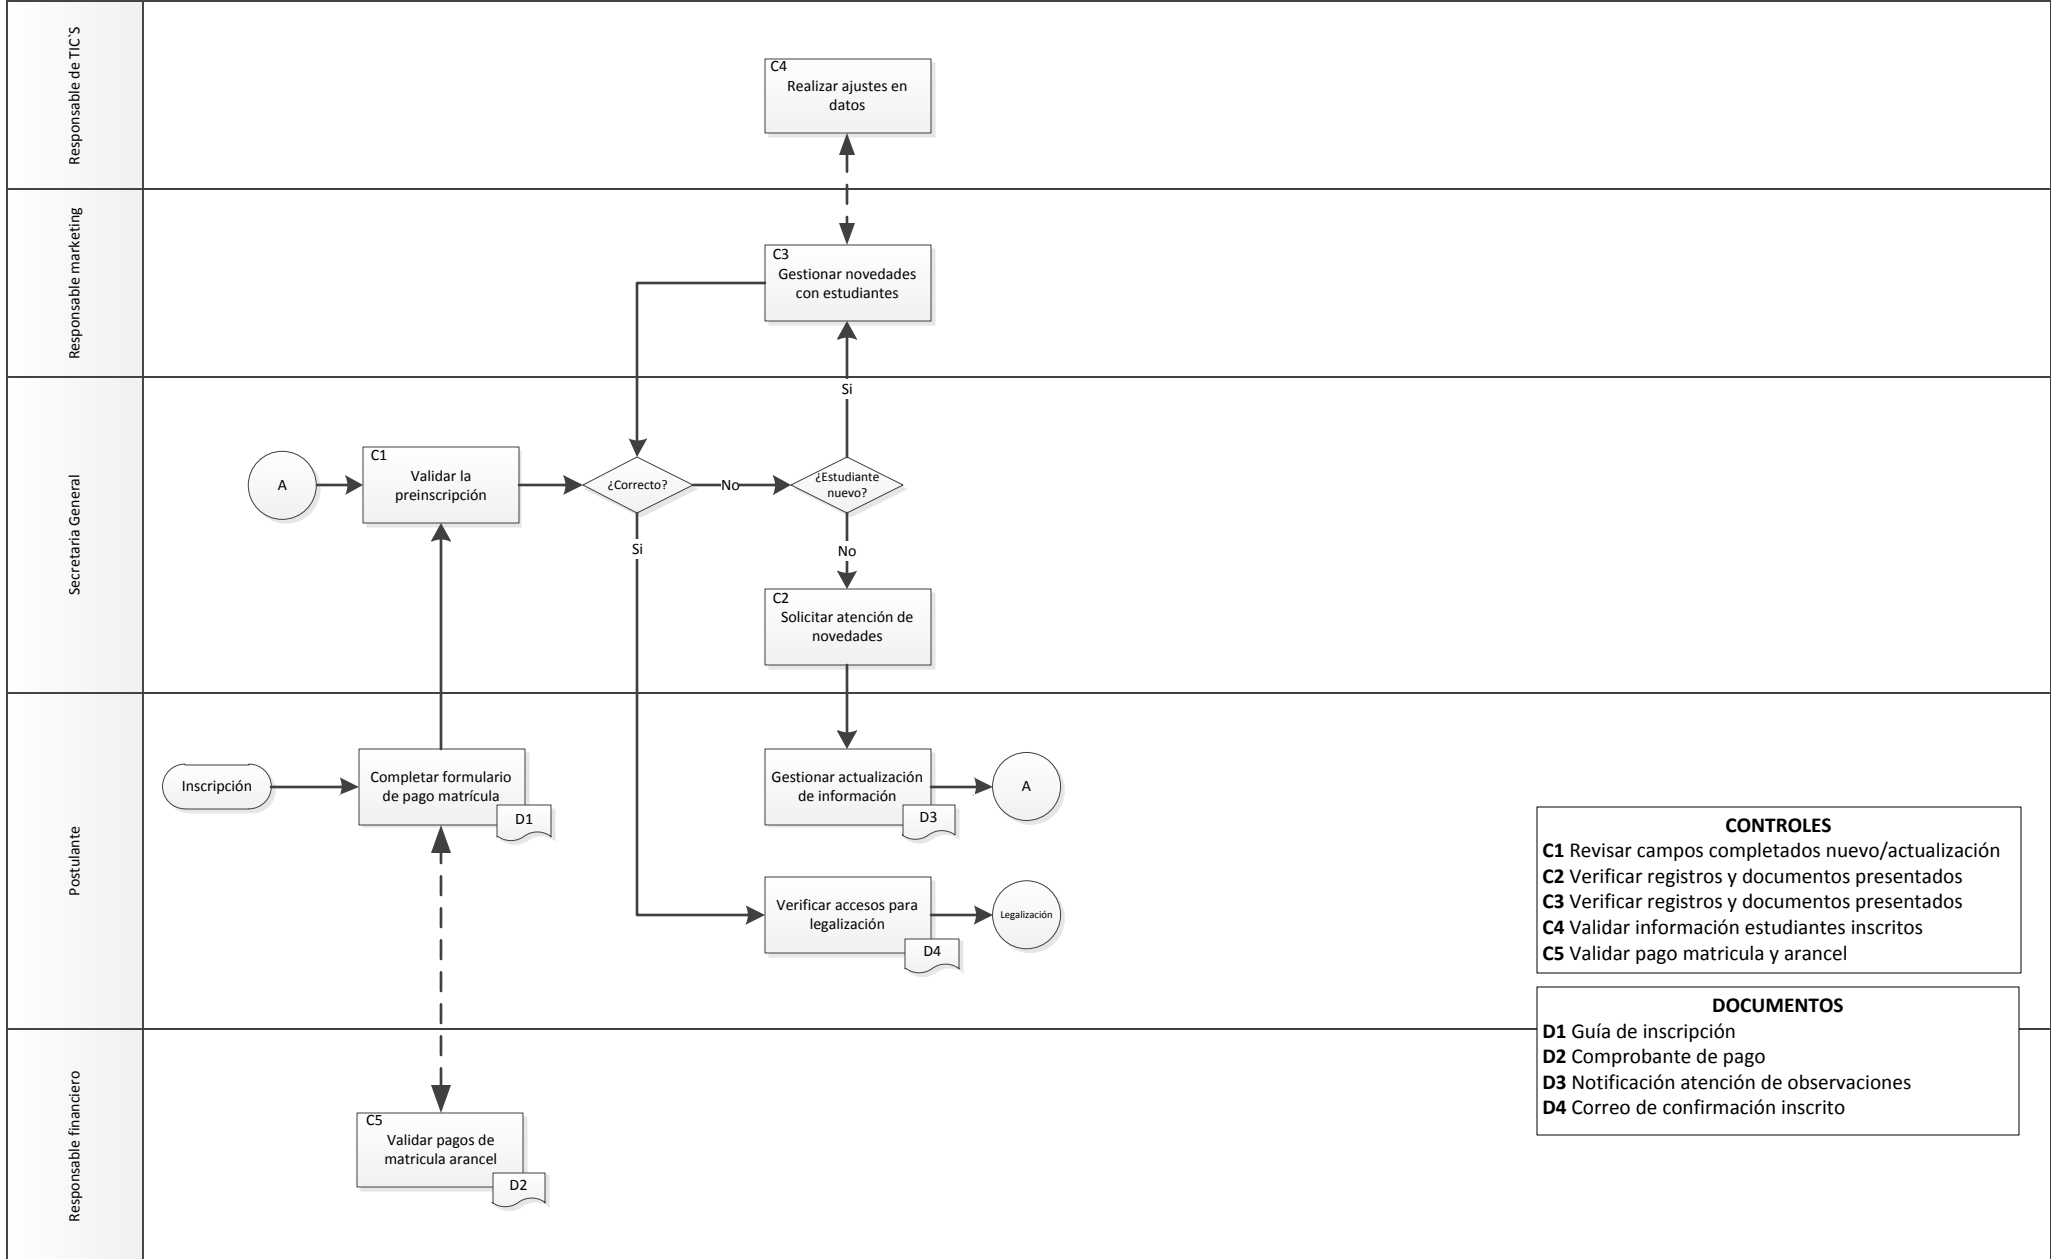 Responsable de TIC`S
C4
Realizar ajustes en
datos
Responsable marketing
C3
Gestionar novedades
con estudiantes
Secretaria General
Si
A
C1
Validar la
preinscripción
¿Correcto?
No
¿Estudiante
nuevo?
Si
No
C2
Solicitar atención de
novedades
Postulante
Inscripción
Completar formulario
de pago matrícula
D1
Gestionar actualización
de información
D3
A
Verificar accesos para
legalización
D4
Legalización
CONTROLES
C1 Revisar campos completados nuevo/actualización
C2 Verificar registros y documentos presentados
C3 Verificar registros y documentos presentados
C4 Validar información estudiantes inscritos
C5 Validar pago matricula y arancel
DOCUMENTOS
D1 Guía de inscripción
D2 Comprobante de pago
D3 Notificación atención de observaciones
D4 Correo de confirmación inscrito
Responsable financiero
C5
Validar pagos de
matricula arancel
D2